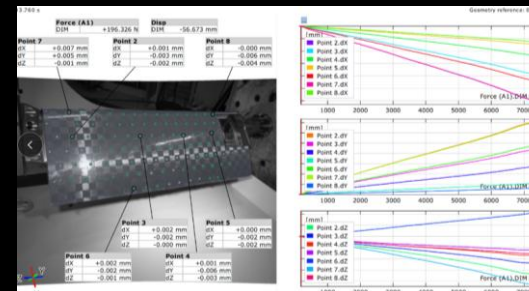 3.760 s
Force (A1)
DIM +196.326 N
Disp
DIM -56.673 mm
Point 7
dX +0.007 mm
dY +0.005 mm
dZ -0.001 mm
Point 2
dX +0.001 mm
dY -0.003 mm
dZ -0.002 mm
Point 8
dX -0.000 mm
dY -0.006 mm
dZ -0.004 mm
Point 3
dX +0.002 mm
dY -0.000 mm
dZ -0.002 mm
Point 5
dX +0.000 mm
dY -0.002 mm
dZ -0.002 mm
Point 6
dX +0.002 mm
dY -0.002 mm
dZ -0.001 mm
Point 4
dX +0.001 mm
dY -0.006 mm
dZ -0.003 mm
Geometry reference:
[mm]
Point 2.dX
Point 3.dX
Point 4.dX
Point 5.dX
Point 6.dX
Point 7.dX
Point 8.dX
Force (A1).DIM
1000 2000 3000 4000 5000 6000 7000
[mm]
Point 2.dY
Point 3.dY
Point 4.dY
Point 5.dY
Point 6.dY
Point 7.dY
Point 8.dY
Force (A1).DIM
1000 2000 3000 4000 5000 6000 7000
[mm]
Point 2.dZ
Point 3.dZ
Point 4.dZ
Point 5.dZ
Point 6.dZ
Point 7.dZ
Point 8.dZ
Force (A1).DIM
1000 2000 3000 4000 5000 6000 7000